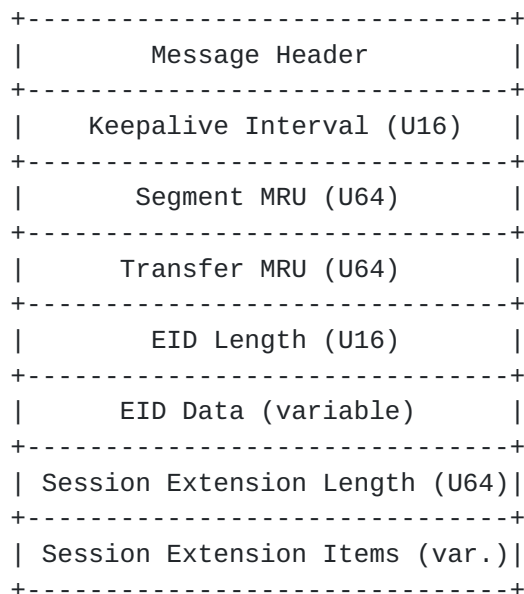 +-------------------------------+
|        Message Header         |
+-------------------------------+
|    Keepalive Interval (U16)   |
+-------------------------------+
|       Segment MRU (U64)       |
+-------------------------------+
|      Transfer MRU (U64)       |
+-------------------------------+
|        EID Length (U16)       |
+-------------------------------+
|      EID Data (variable)      |
+-------------------------------+
| Session Extension Length (U64)|
+-------------------------------+
| Session Extension Items (var.)|
+-------------------------------+